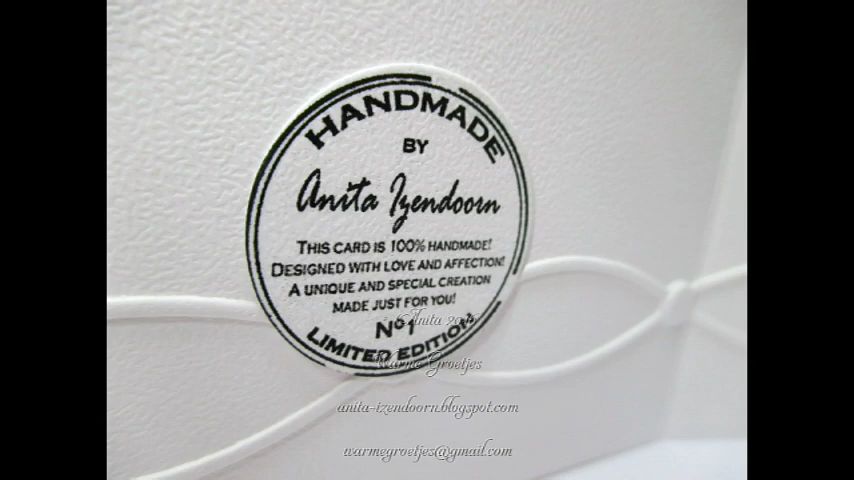 HANDMADE
BY
Anita Izendoorn
THIS CARD IS 100% HANDMADE!
DESIGNED WITH LOVE AND AFFECTION!
A UNIQUE AND SPECIAL CREATION
MADE JUST FOR YOU!
Nº1
LIMITED EDITION
Anita
Warme Groetjes
anita-izendoorn.blogspot.com
warmegroetjes@gmail.com